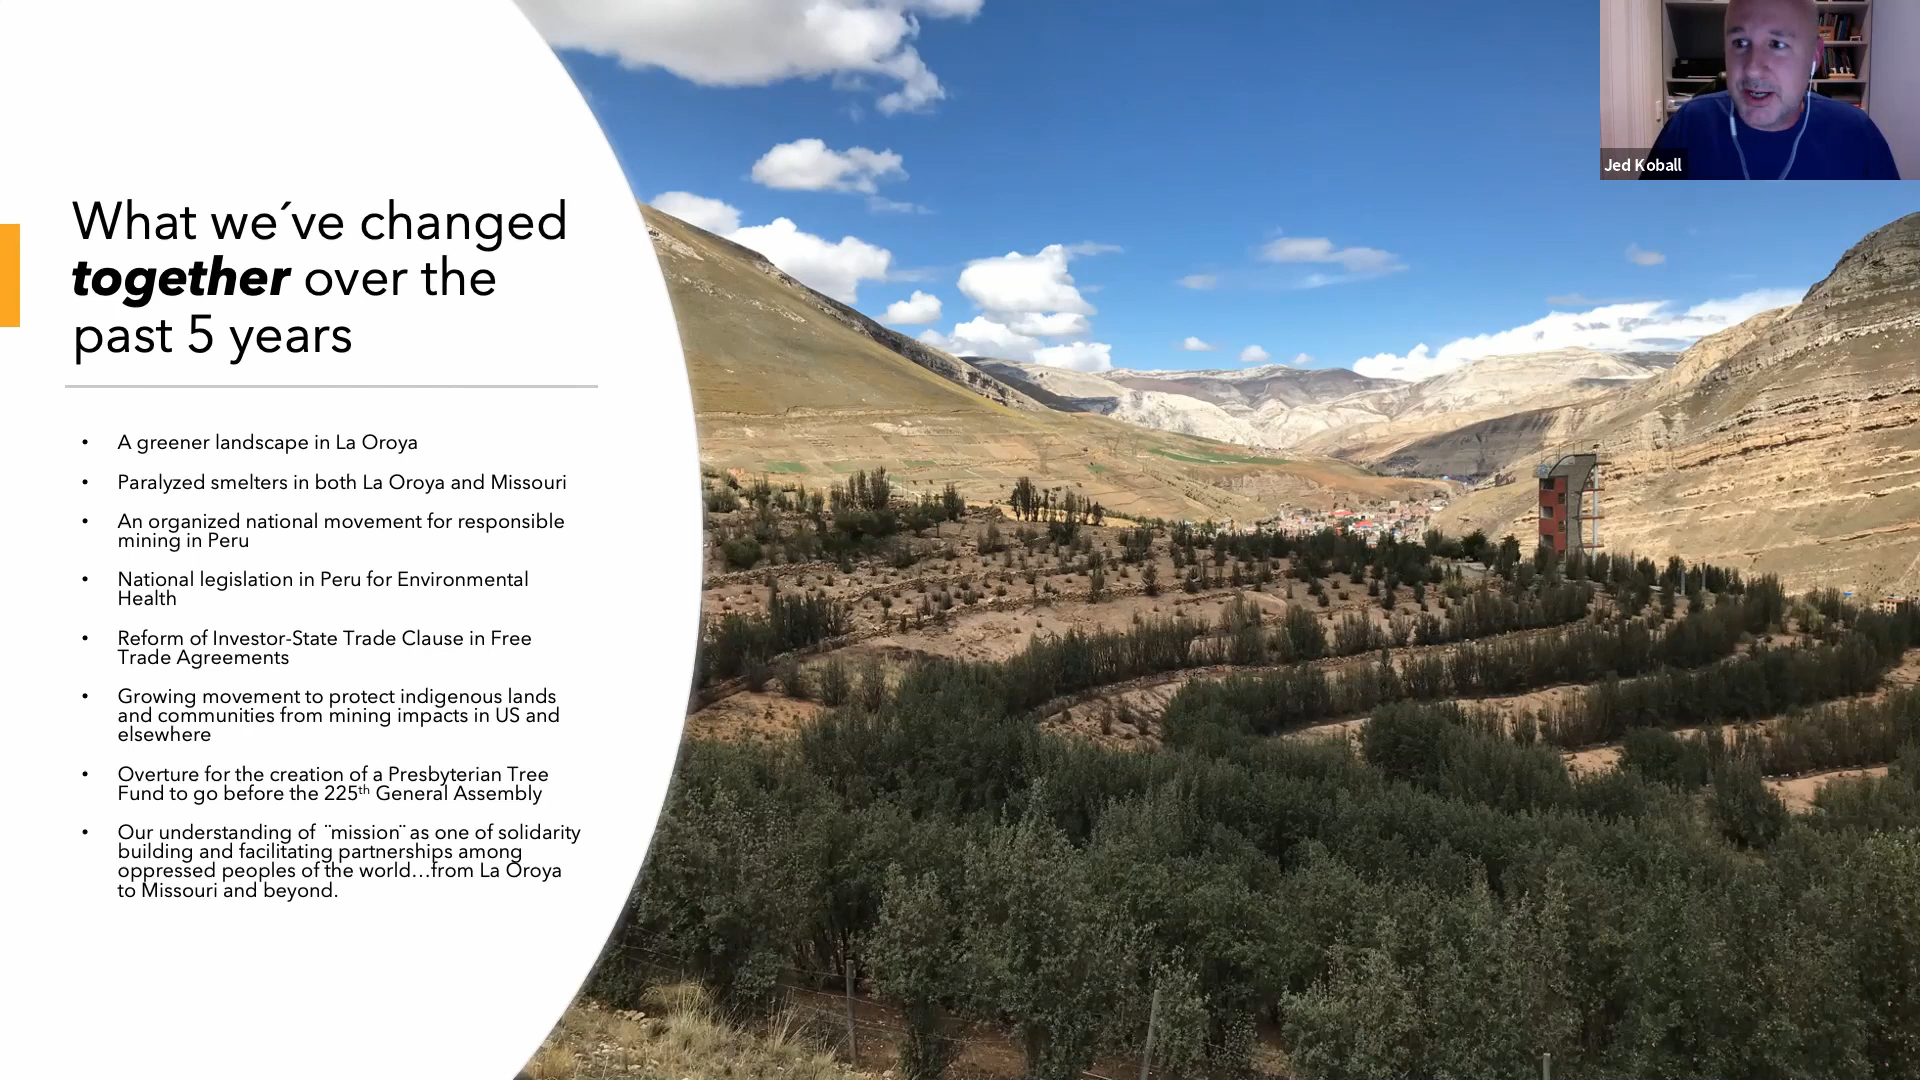 What we´ve changed
together over the
past 5 years
• A greener landscape in La Oroya
• Paralyzed smelters in both La Oroya and Missouri
• An organized national movement for responsible
mining in Peru
• National legislation in Peru for Environmental
Health
• Reform of Investor-State Trade Clause in Free
Trade Agreements
• Growing movement to protect indigenous lands
and communities from mining impacts in US and
elsewhere
• Overture for the creation of a Presbyterian Tree
Fund to go before the 225th General Assembly
• Our understanding of ¨mission¨ as one of solidarity
building and facilitating partnerships among
oppressed peoples of the world…from La Oroya
to Missouri and beyond.
Jed Koball